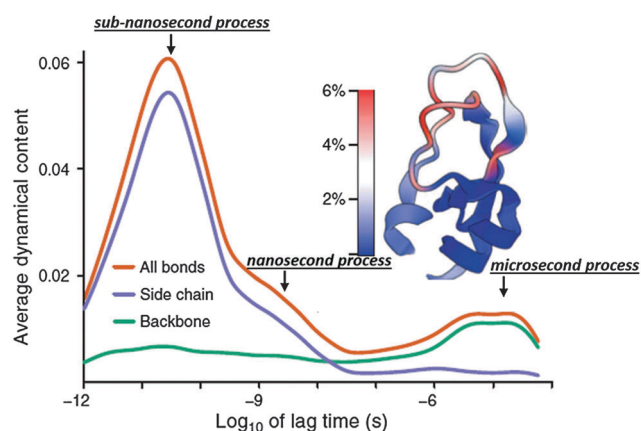 sub-nanosecond process
0.06
0.04
0.02
Average dynamical content
6%
4%
2%
nanosecond process
microsecond process
All bonds
Side chain
Backbone
−12
−9
−6
Log₁₀ of lag time (s)